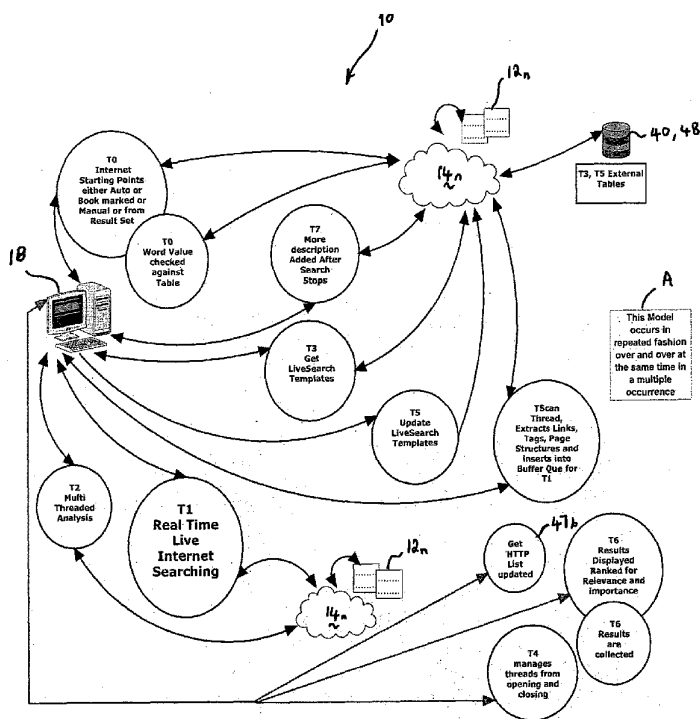 10
12n
14n
~
40, 48
T3, T5 External
Tables
T0
Internet
Starting Points
either Auto or
Book marked or
Manual or from
Result Set
T0
Word Value
checked
against
Table
T7
More
description
Added After
Search
Stops
18
A
This Model
occurs in
repeated fashion
over and over at
the same time in
a multiple
occurrence
T3
Get
LiveSearch
Templates
T5
Update
LiveSearch
Templates
TScan
Thread,
Extracts Links,
Tags, Page
Structures and
inserts into
Buffer Que for
T1
T2
Multi
Threaded
Analysis
T1
Real Time
Live
Internet
Searching
12n
14n
~
47b
Get
HTTP
List
updated
T6
Results
Displayed
Ranked for
Relevance and
importance
T6
Results
are
collected
T4
manages
threads from
opening and
closing